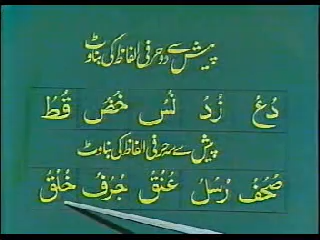 پیش سے دو حرفی الفاظ کی بناوٹ
دُعُ زُدُ نُسُ خُصُ قُطُ
پیش سے سہ حرفی الفاظ کی بناوٹ
صُحُفُ رُسُلُ عُنُقُ جُرُفُ خُلُقُ